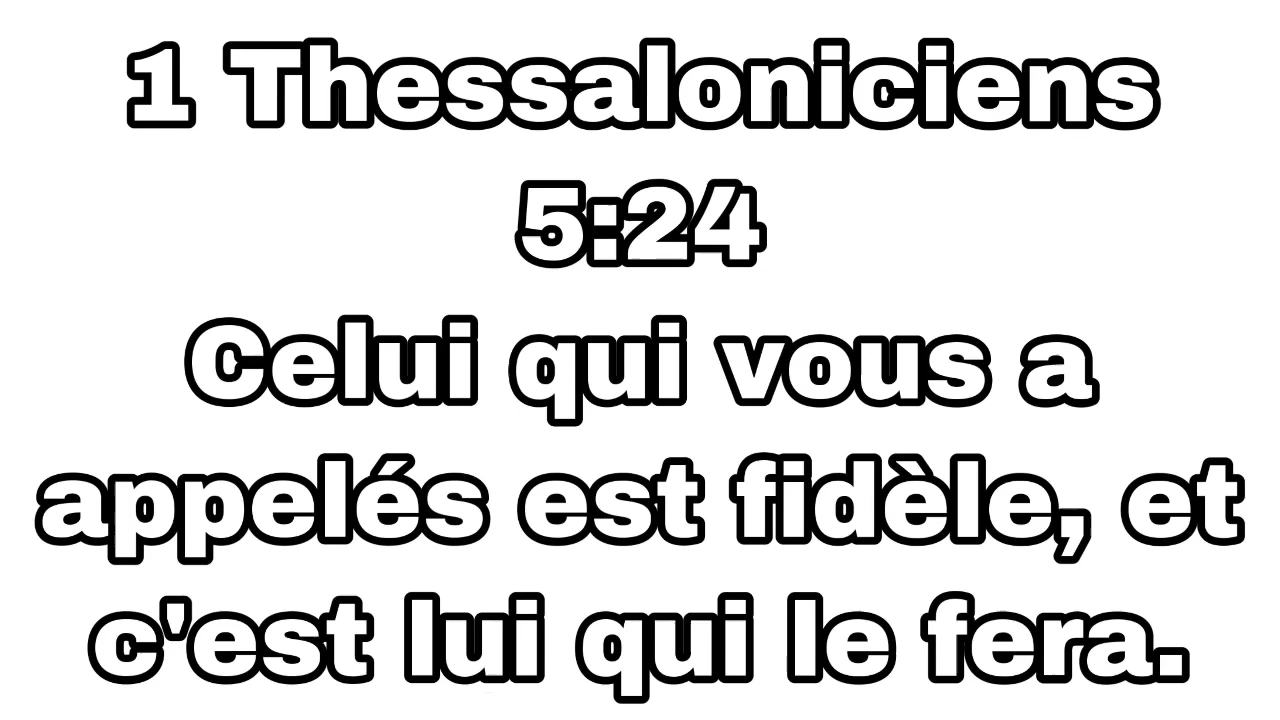 1 Thessaloniciens
5:24
Celui qui vous a
appelés est fidèle, et
c'est lui qui le fera.